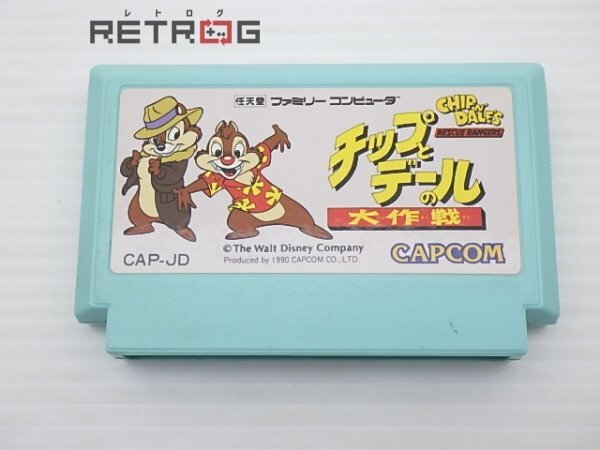 レトログ
RETROG
任天堂 ファミリー コンピュータ™
CHIP'N DALE'S
RESCUE RANGERS
チップと
デールの
大作戦
© The Walt Disney Company
Produced by 1990 CAPCOM CO., LTD.
CAP-JD
CAPCOM